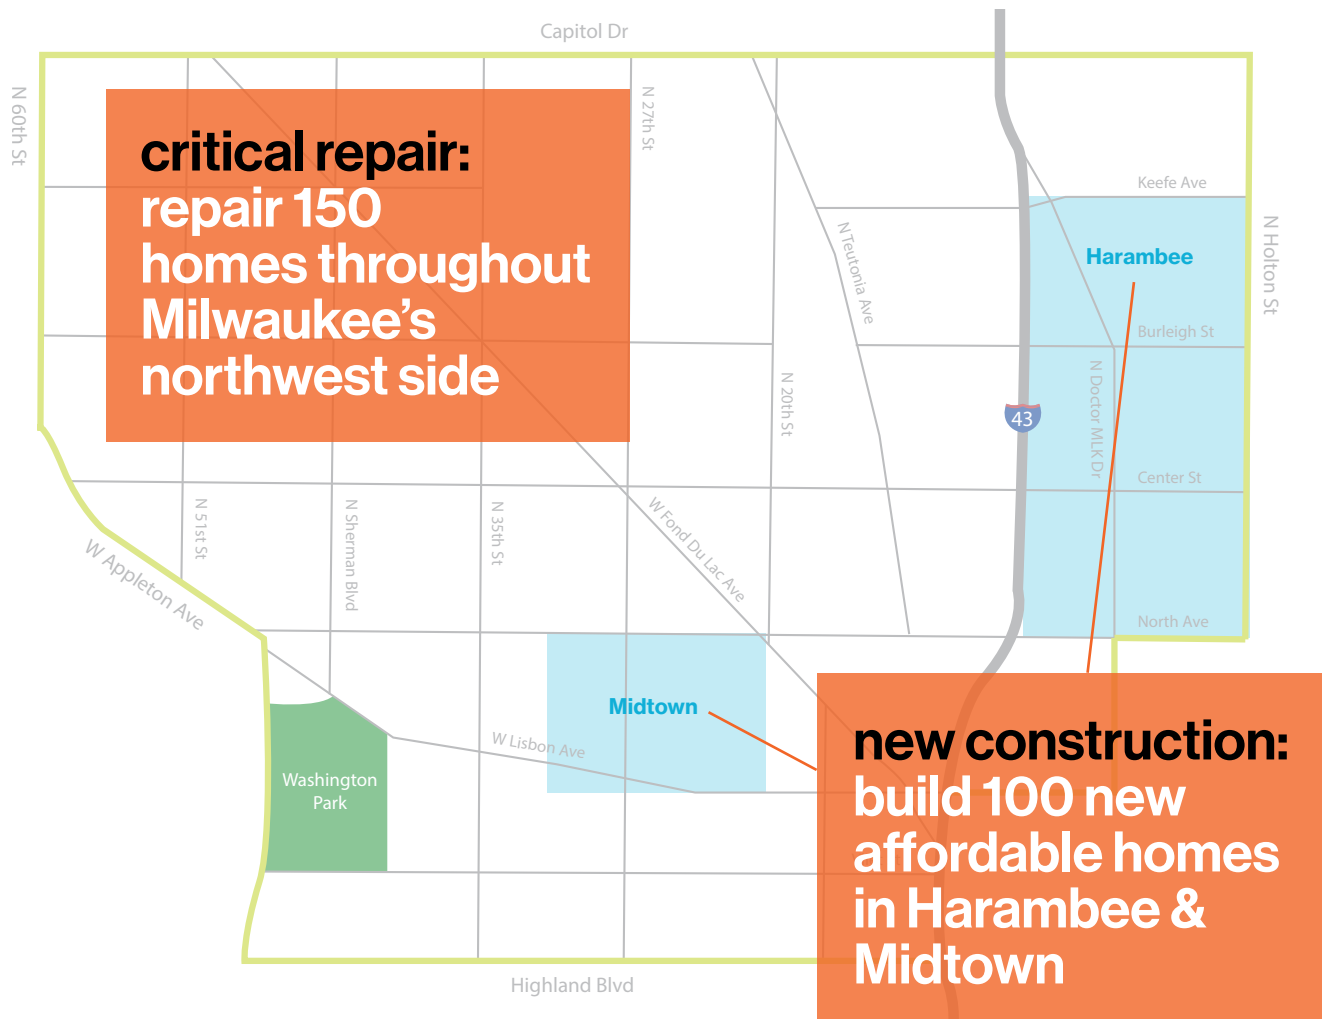 Capitol Dr
N 60th St
N 27th St
critical repair:
repair 150
homes throughout
Milwaukee's
northwest side
Keefe Ave
N Teutonia Ave
Harambee
N Holton St
Burleigh St
N Doctor MLK Dr
N 20th St
43
Center St
N 51st St
N Sherman Blvd
N 35th St
W Fond Du Lac Ave
W Appleton Ave
North Ave
Midtown
W Lisbon Ave
Washington
Park
new construction:
build 100 new
affordable homes
in Harambee &
Midtown
Highland Blvd